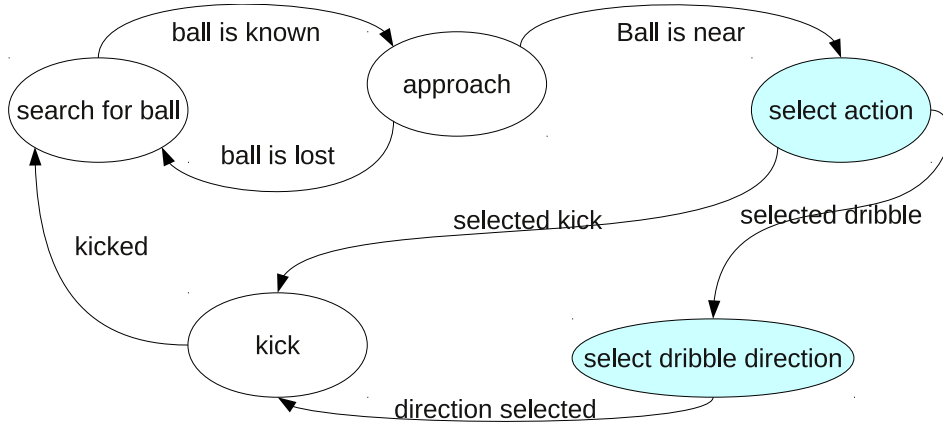 ball is known
Ball is near
search for ball
approach
select action
ball is lost
selected kick
selected dribble
kicked
kick
select dribble direction
direction selected